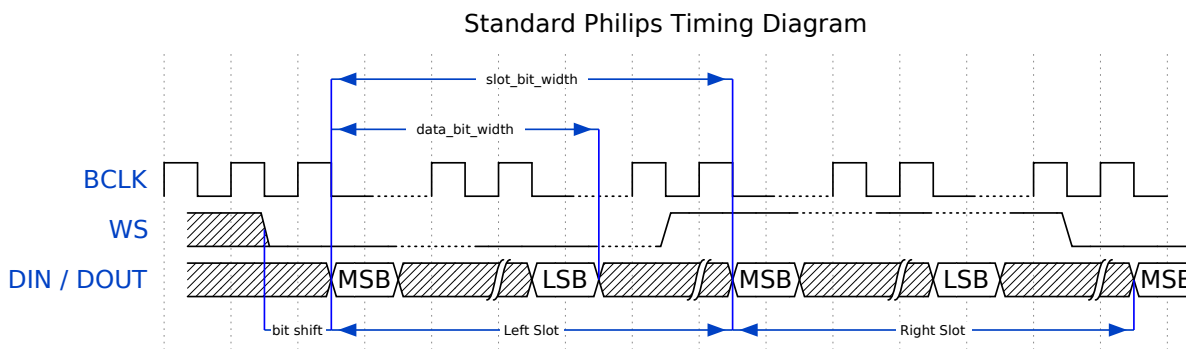 Standard Philips Timing Diagram
slot_bit_width
data_bit_width
BCLK
WS
DIN / DOUT
MSB
LSB
MSB
LSB
MSB
bit shift
Left Slot
Right Slot